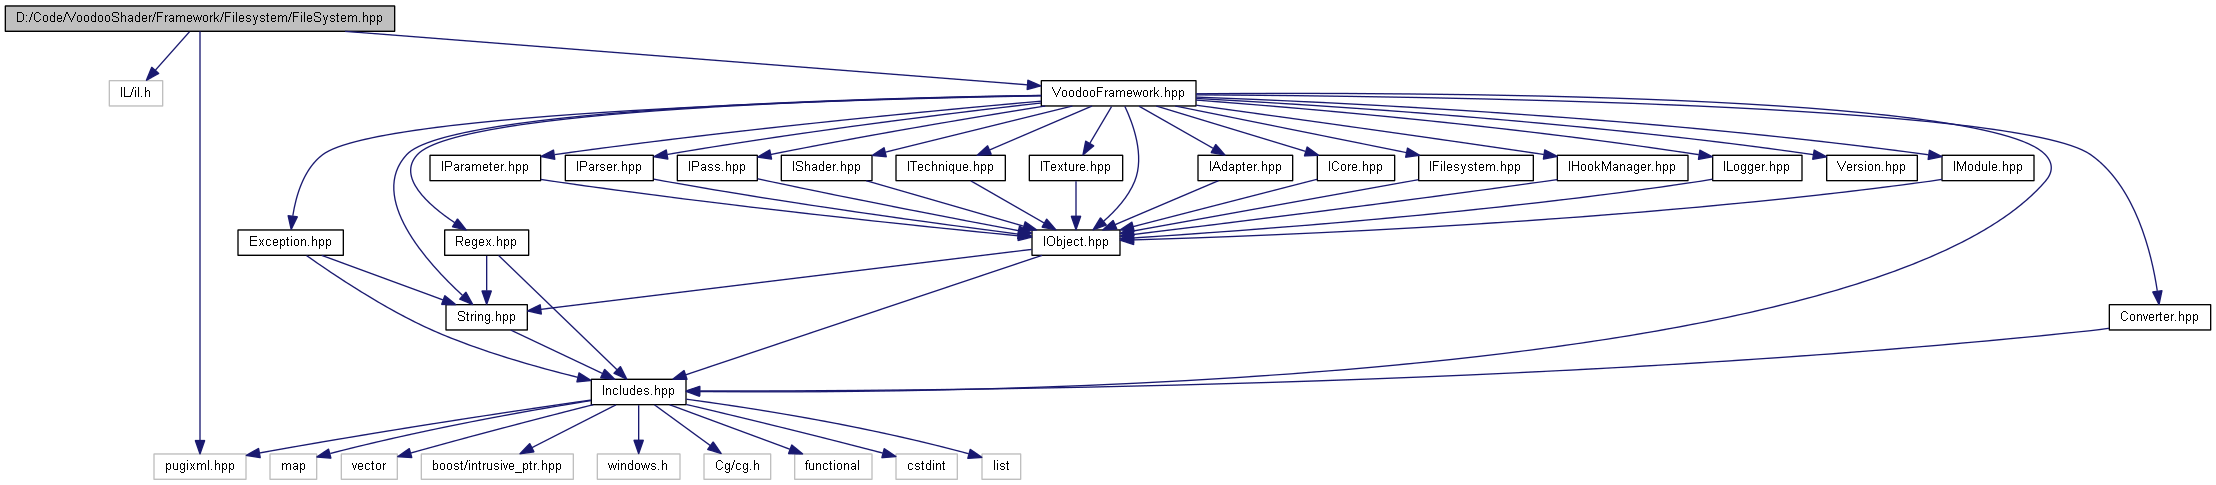 D:/Code/VoodooShader/Framework/Filesystem/FileSystem.hpp
IL/il.h
VoodooFramework.hpp
IParameter.hpp
IParser.hpp
IPass.hpp
IShader.hpp
ITechnique.hpp
ITexture.hpp
IAdapter.hpp
ICore.hpp
IFilesystem.hpp
IHookManager.hpp
ILogger.hpp
Version.hpp
IModule.hpp
Exception.hpp
Regex.hpp
IObject.hpp
String.hpp
Converter.hpp
Includes.hpp
pugixml.hpp
map
vector
boost/intrusive_ptr.hpp
windows.h
Cg/cg.h
functional
cstdint
list